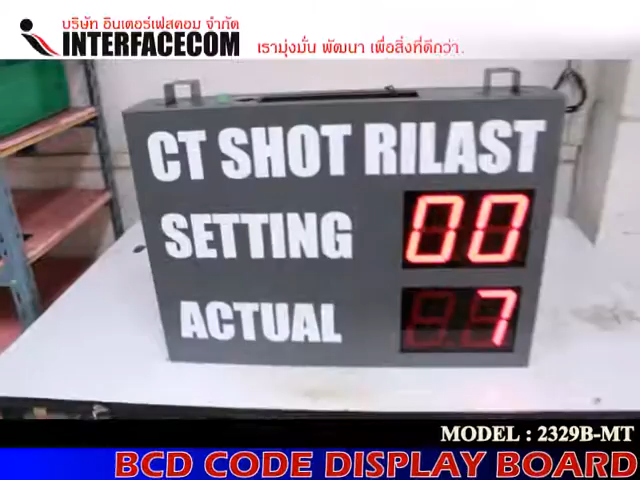 บริษัท อินเตอร์เฟสคอม จำกัด
INTERFACECOM
เรามุ่งมั่น พัฒนา เพื่อสิ่งที่ดีกว่า.
CT SHOT RILAST
SETTING 00
ACTUAL 7
MODEL : 2329B-MT
BCD CODE DISPLAY BOARD